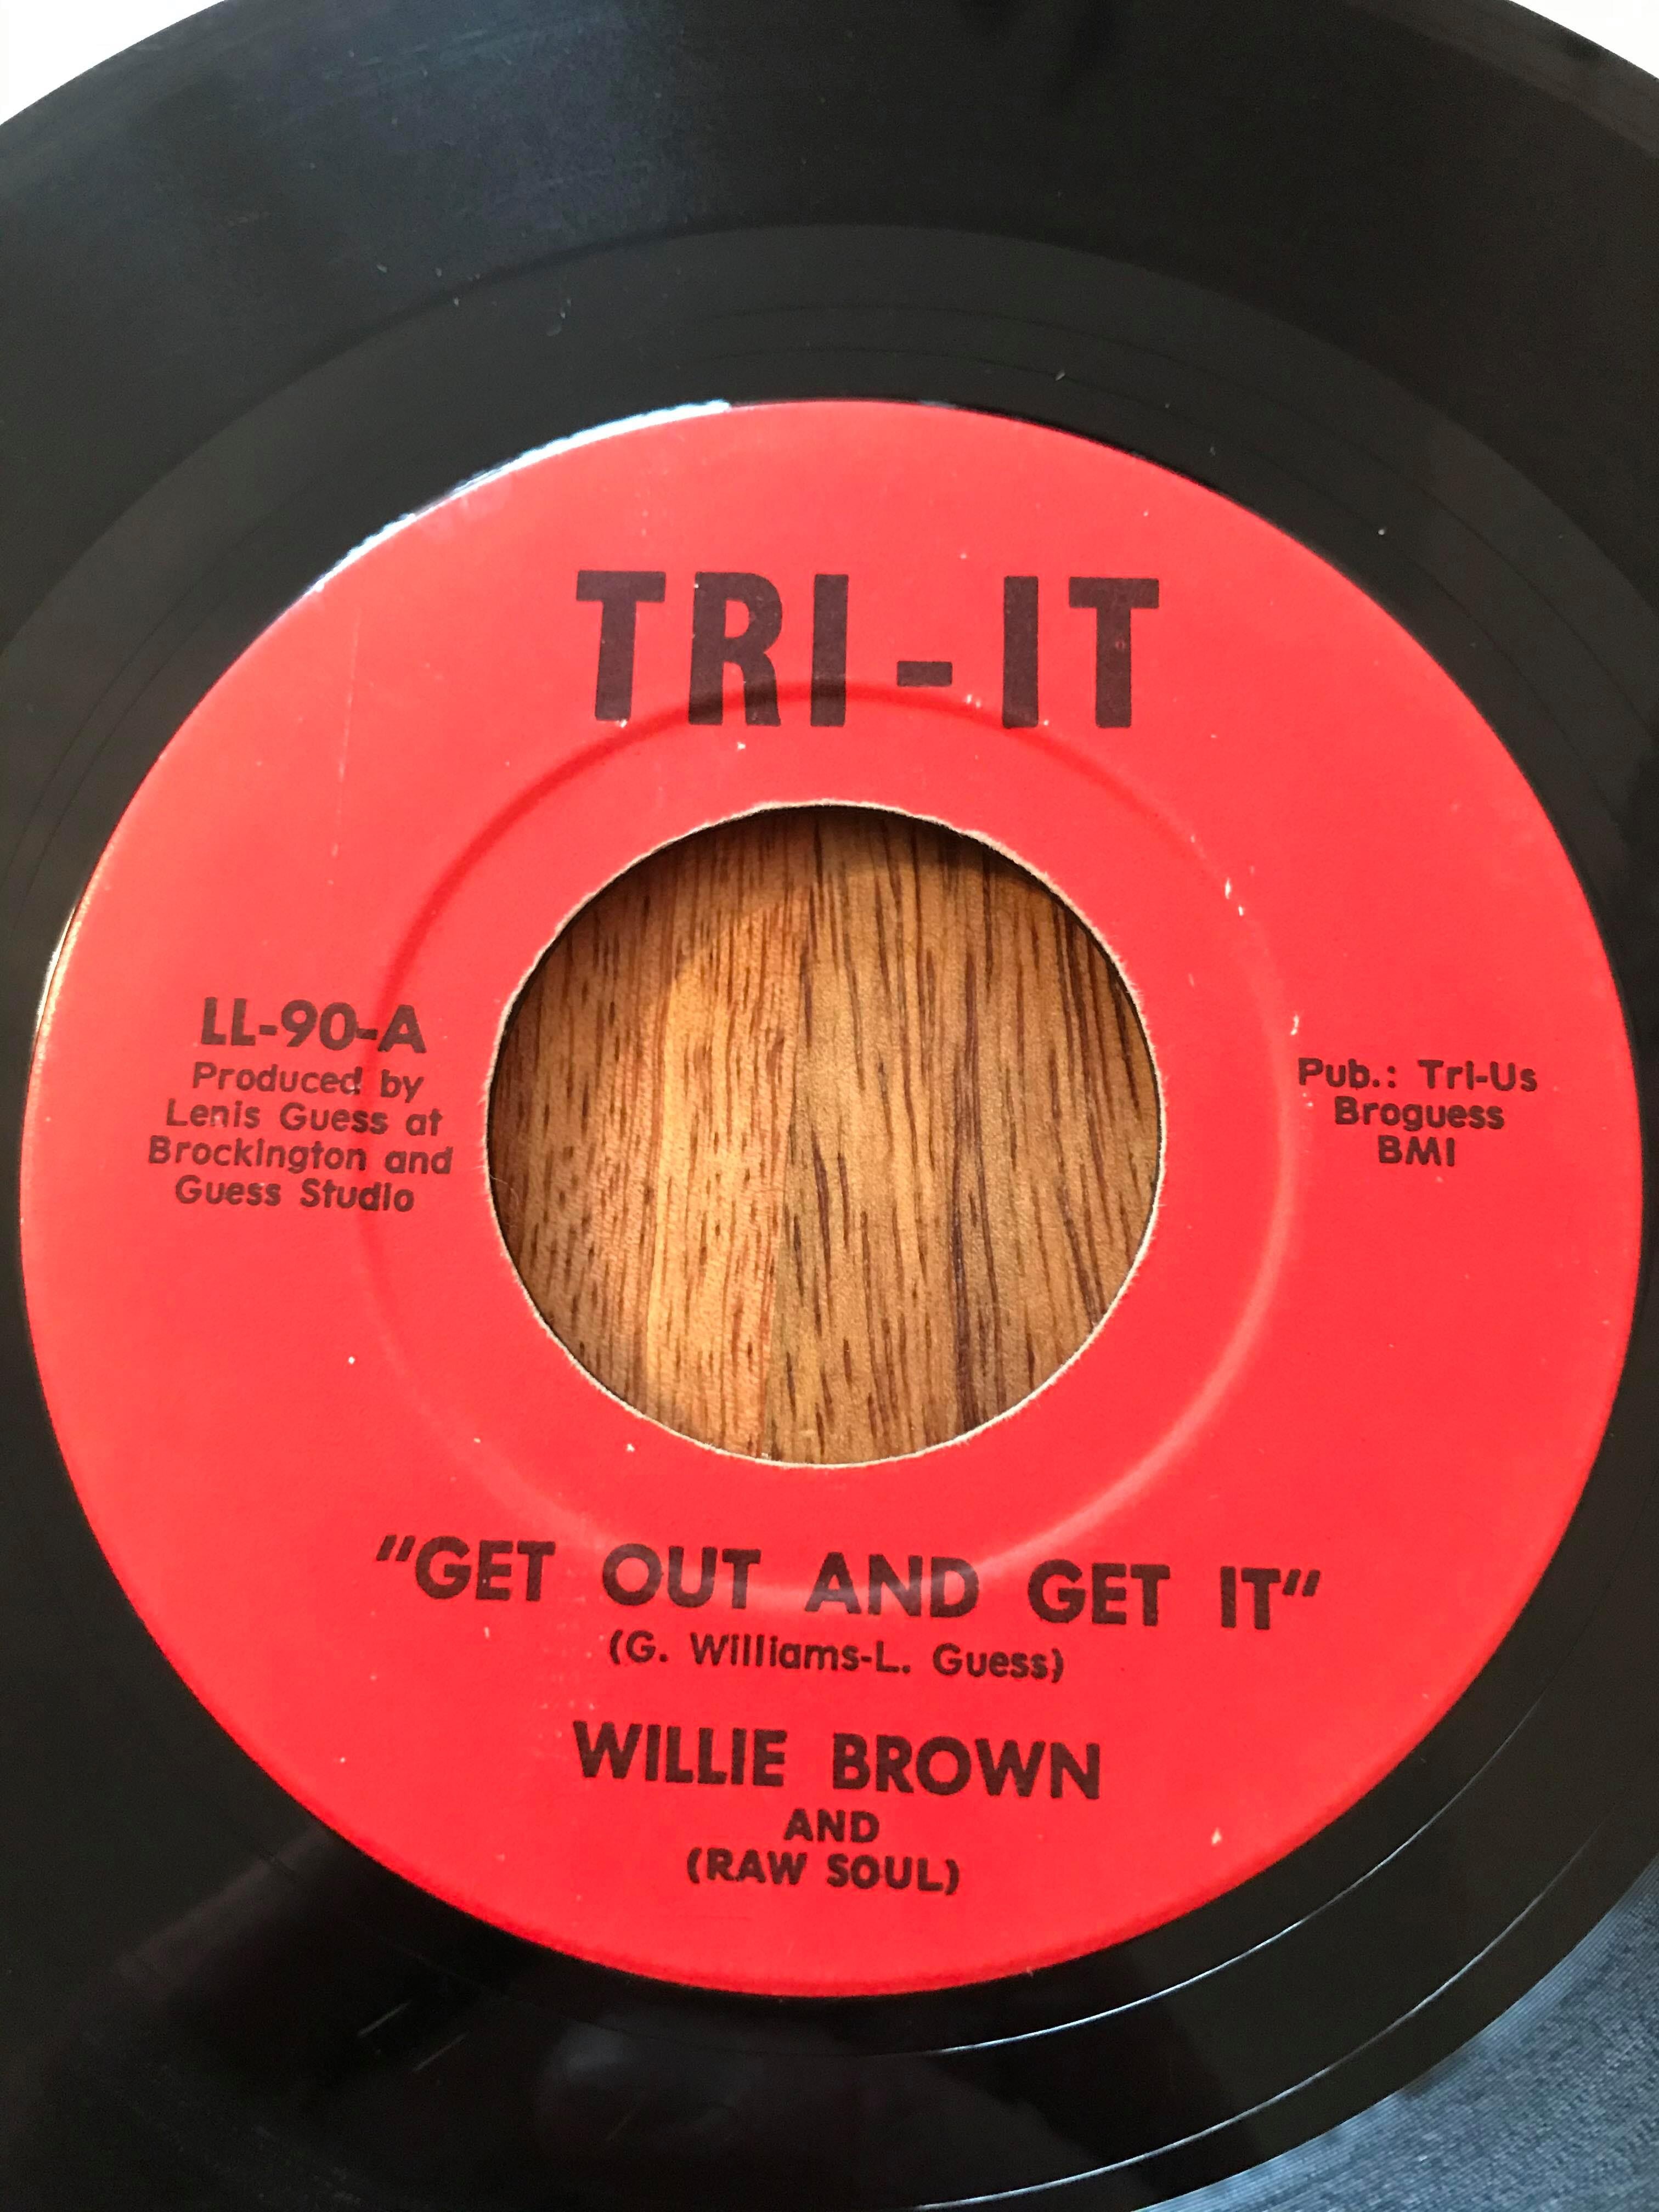 TRI-IT
LL-90-A
Produced by
Lenis Guess at
Brockington and
Guess Studio
Pub.: Tri-Us
Broguess
BMI
"GET OUT AND GET IT"
(G. Williams-L. Guess)
WILLIE BROWN
AND
(RAW SOUL)